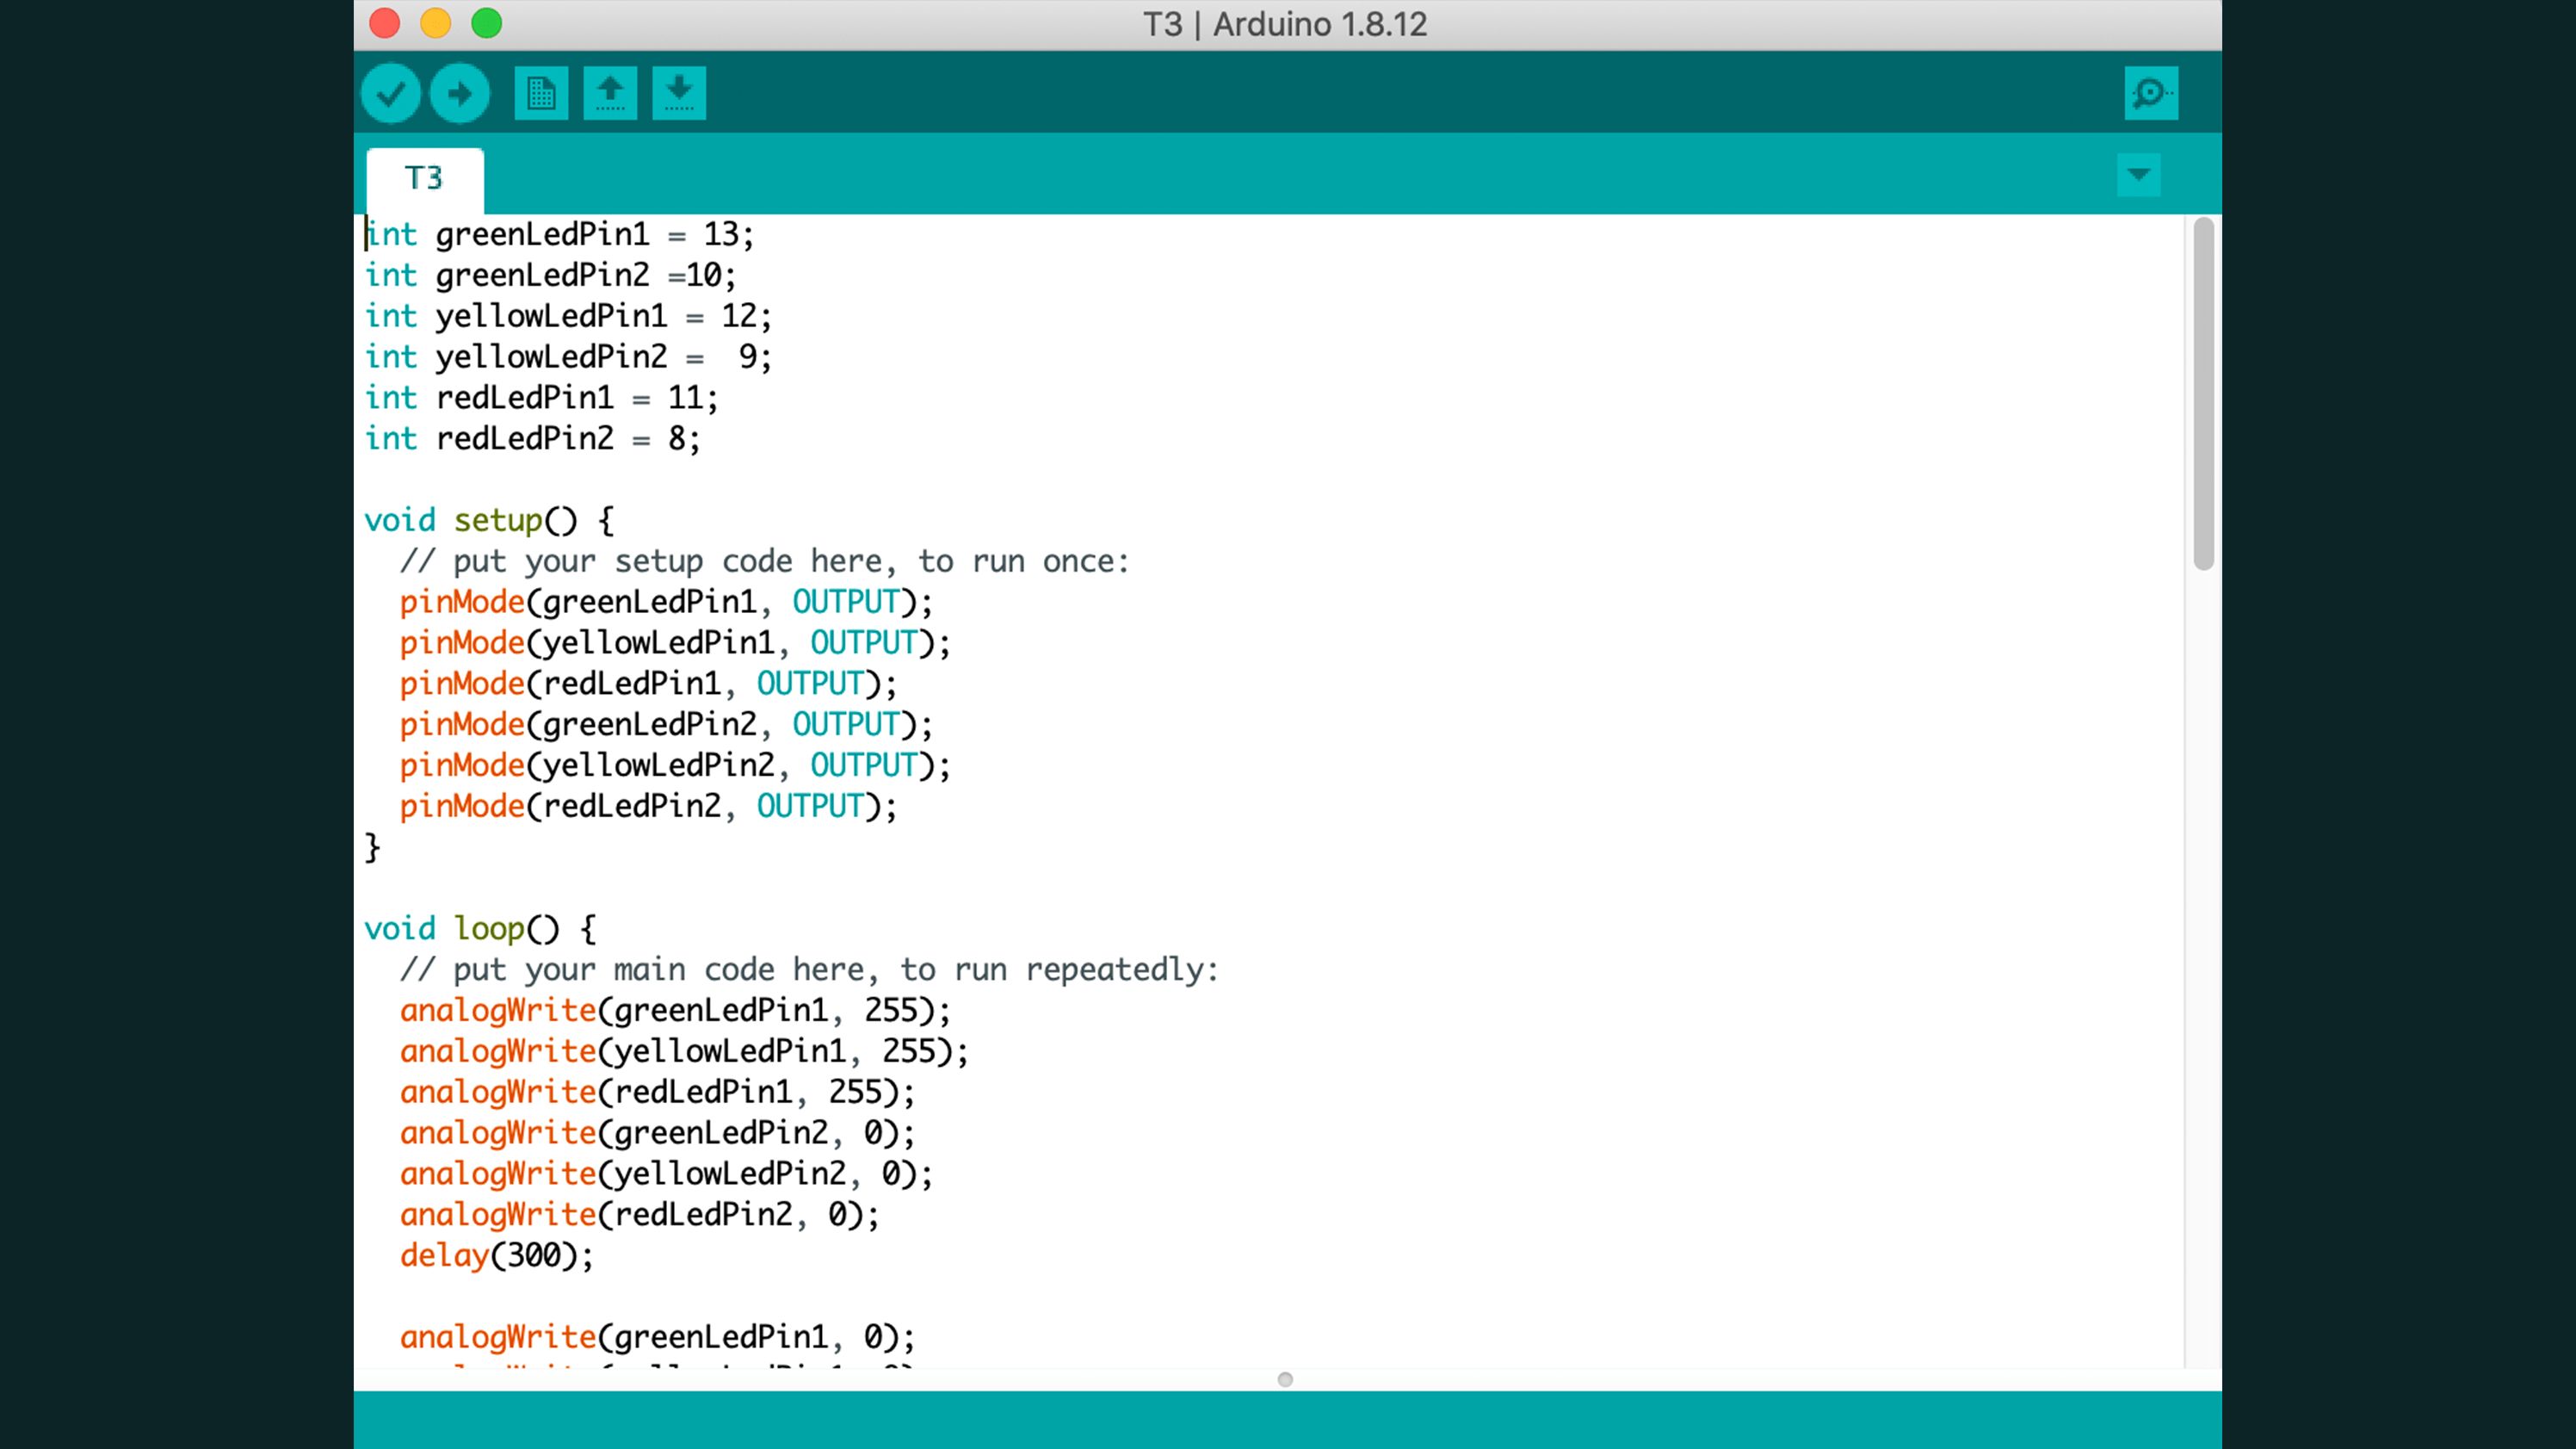 T3 | Arduino 1.8.12
T3
int greenLedPin1 = 13;
int greenLedPin2 =10;
int yellowLedPin1 = 12;
int yellowLedPin2 =  9;
int redLedPin1 = 11;
int redLedPin2 = 8;
void setup() {
  // put your setup code here, to run once:
  pinMode(greenLedPin1, OUTPUT);
  pinMode(yellowLedPin1, OUTPUT);
  pinMode(redLedPin1, OUTPUT);
  pinMode(greenLedPin2, OUTPUT);
  pinMode(yellowLedPin2, OUTPUT);
  pinMode(redLedPin2, OUTPUT);
}
void loop() {
  // put your main code here, to run repeatedly:
  analogWrite(greenLedPin1, 255);
  analogWrite(yellowLedPin1, 255);
  analogWrite(redLedPin1, 255);
  analogWrite(greenLedPin2, 0);
  analogWrite(yellowLedPin2, 0);
  analogWrite(redLedPin2, 0);
  delay(300);
  analogWrite(greenLedPin1, 0);